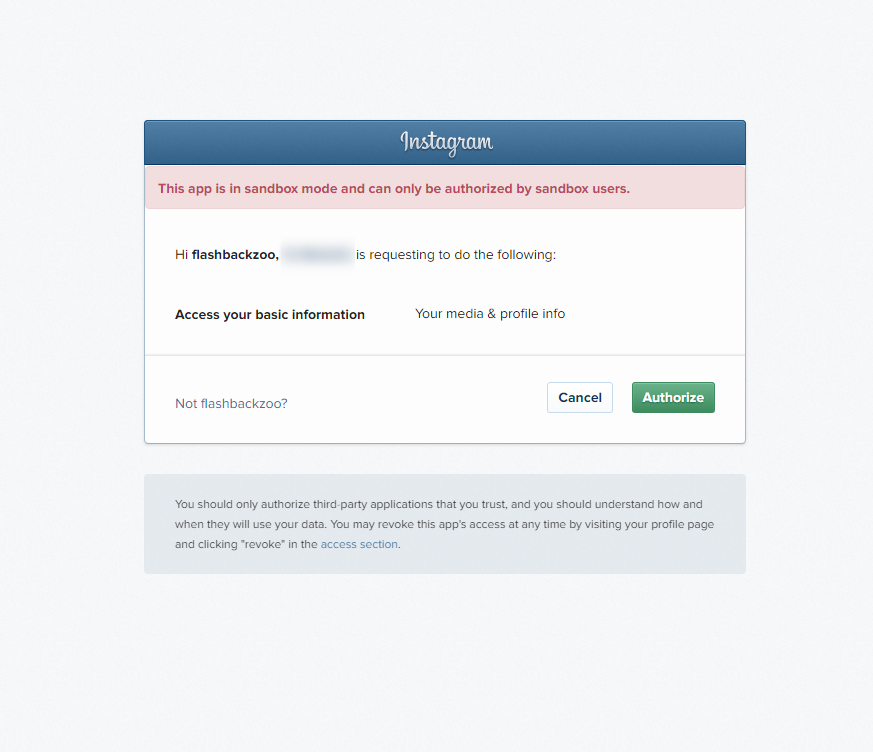 Instagram
This app is in sandbox mode and can only be authorized by sandbox users.
Hi flashbackzoo, is requesting to do the following:
Access your basic information Your media & profile info
Not flashbackzoo? Cancel Authorize
You should only authorize third-party applications that you trust, and you should understand how and
when they will use your data. You may revoke this app's access at any time by visiting your profile page
and clicking "revoke" in the access section.